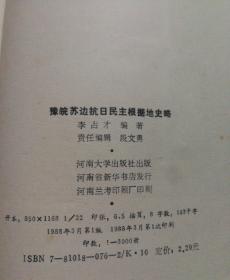 豫皖苏边抗日民主根据地史略
李占才 编著
责任编辑 段文勇
河南大学出版社出版
河南省新华书店发行
河南兰考印刷厂印刷
开本：850×1168 1/32 印张：6.5 插页：8 字数：149千字
1988年3月第1版 1988年3月第1次印刷
印数：1—3000册
ISBN 7—81018—076—2/K·10 定价：2.20元